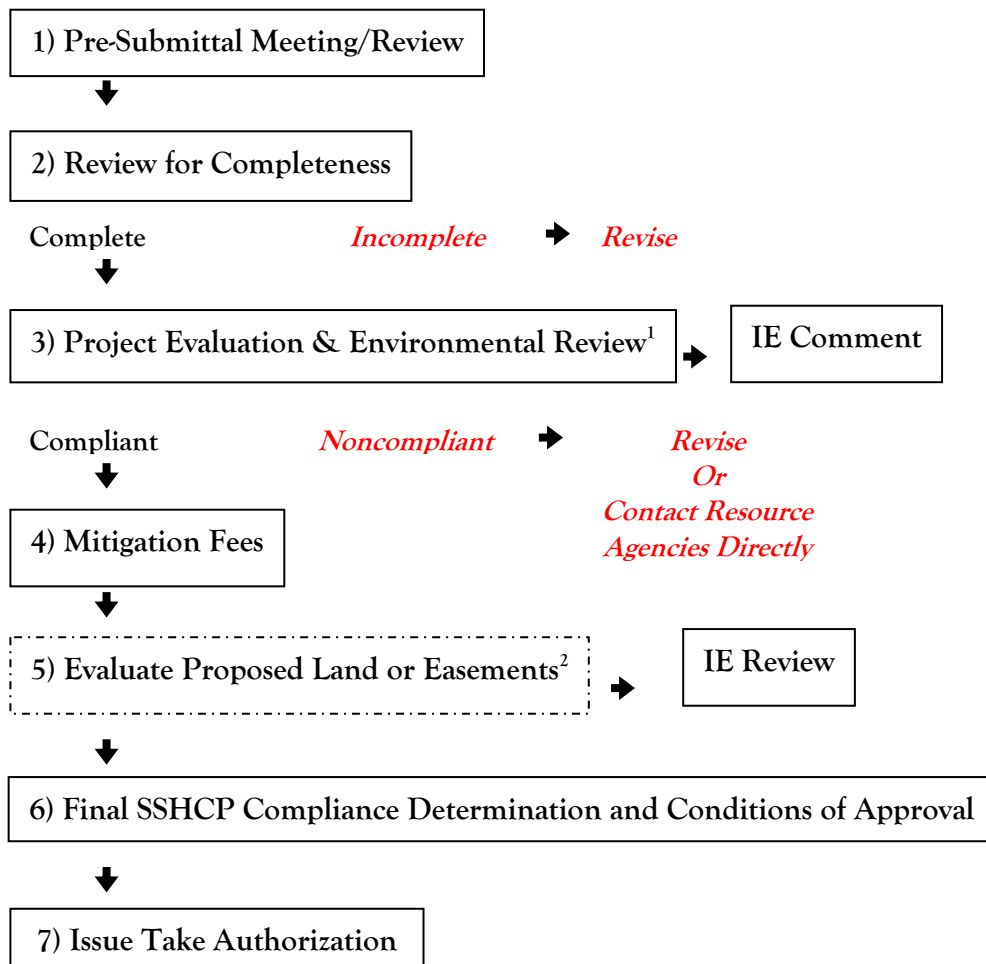 1) Pre-Submittal Meeting/Review
2) Review for Completeness
Complete Incomplete Revise
3) Project Evaluation & Environmental Review¹ IE Comment
Compliant Noncompliant Revise
Or
Contact Resource
Agencies Directly
4) Mitigation Fees
5) Evaluate Proposed Land or Easements² IE Review
6) Final SSHCP Compliance Determination and Conditions of Approval
7) Issue Take Authorization